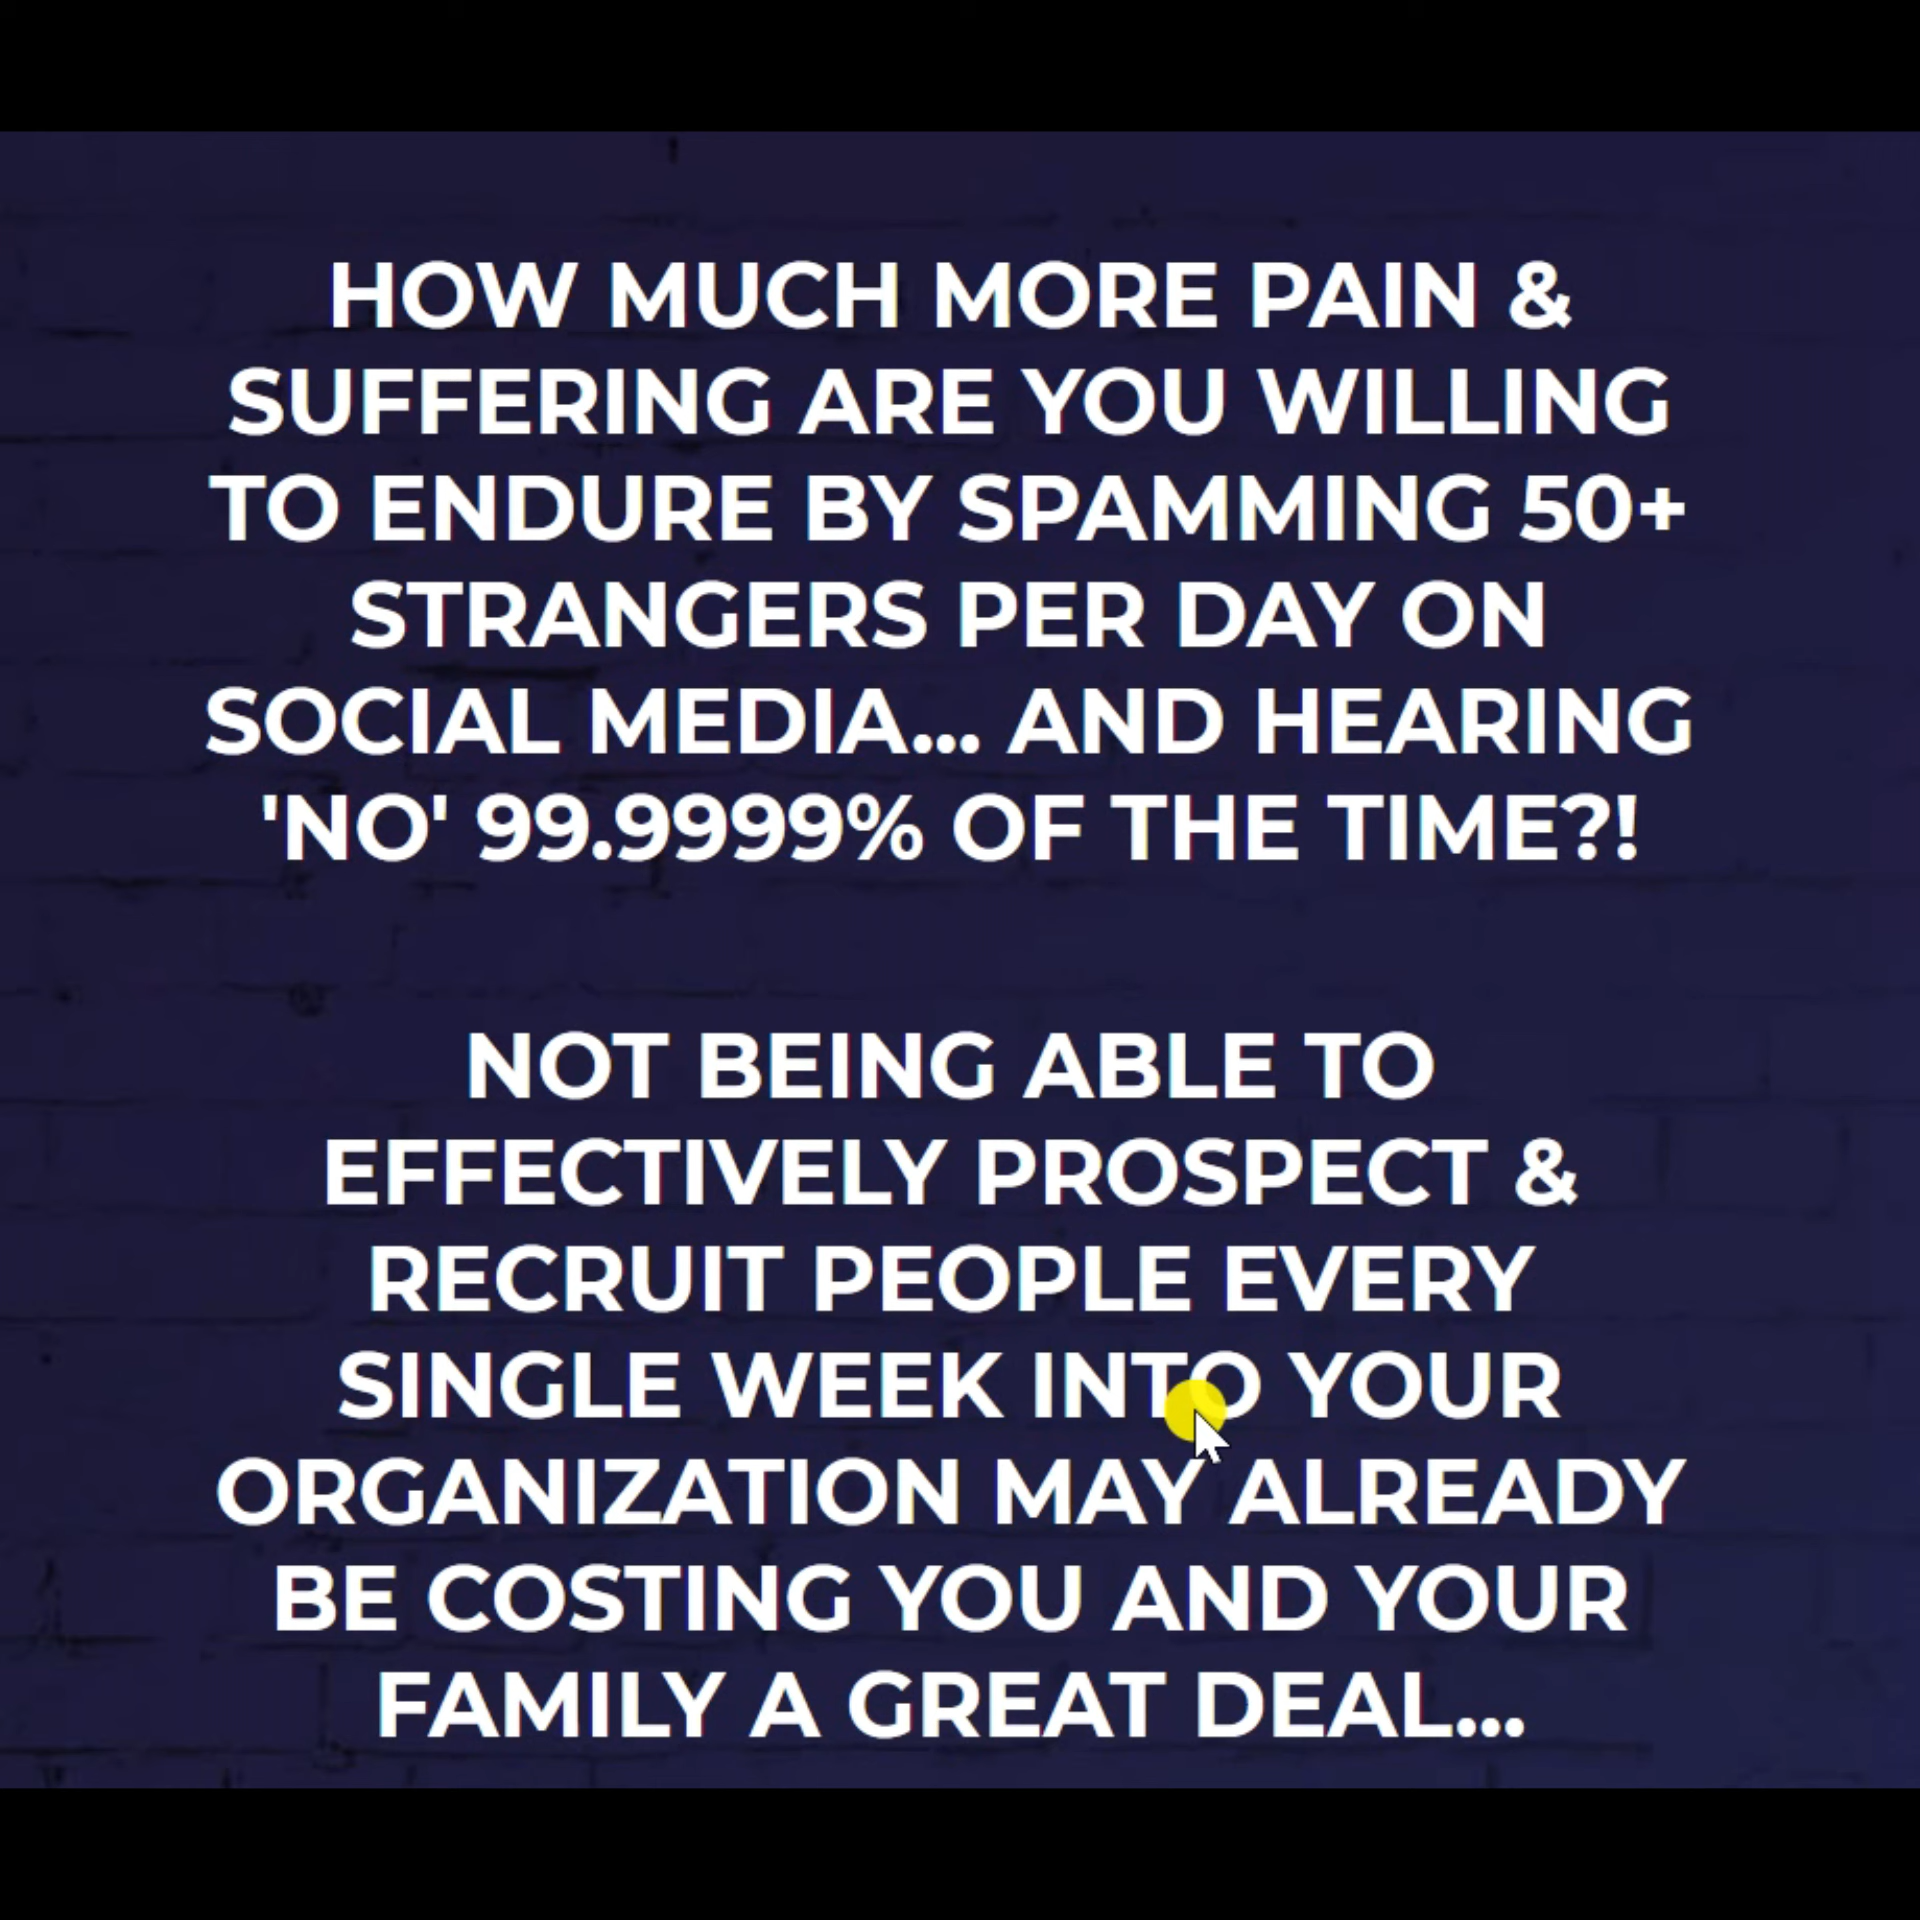 HOW MUCH MORE PAIN &
SUFFERING ARE YOU WILLING
TO ENDURE BY SPAMMING 50+
STRANGERS PER DAY ON
SOCIAL MEDIA... AND HEARING
'NO' 99.9999% OF THE TIME?!
NOT BEING ABLE TO
EFFECTIVELY PROSPECT &
RECRUIT PEOPLE EVERY
SINGLE WEEK INTO YOUR
ORGANIZATION MAY ALREADY
BE COSTING YOU AND YOUR
FAMILY A GREAT DEAL...